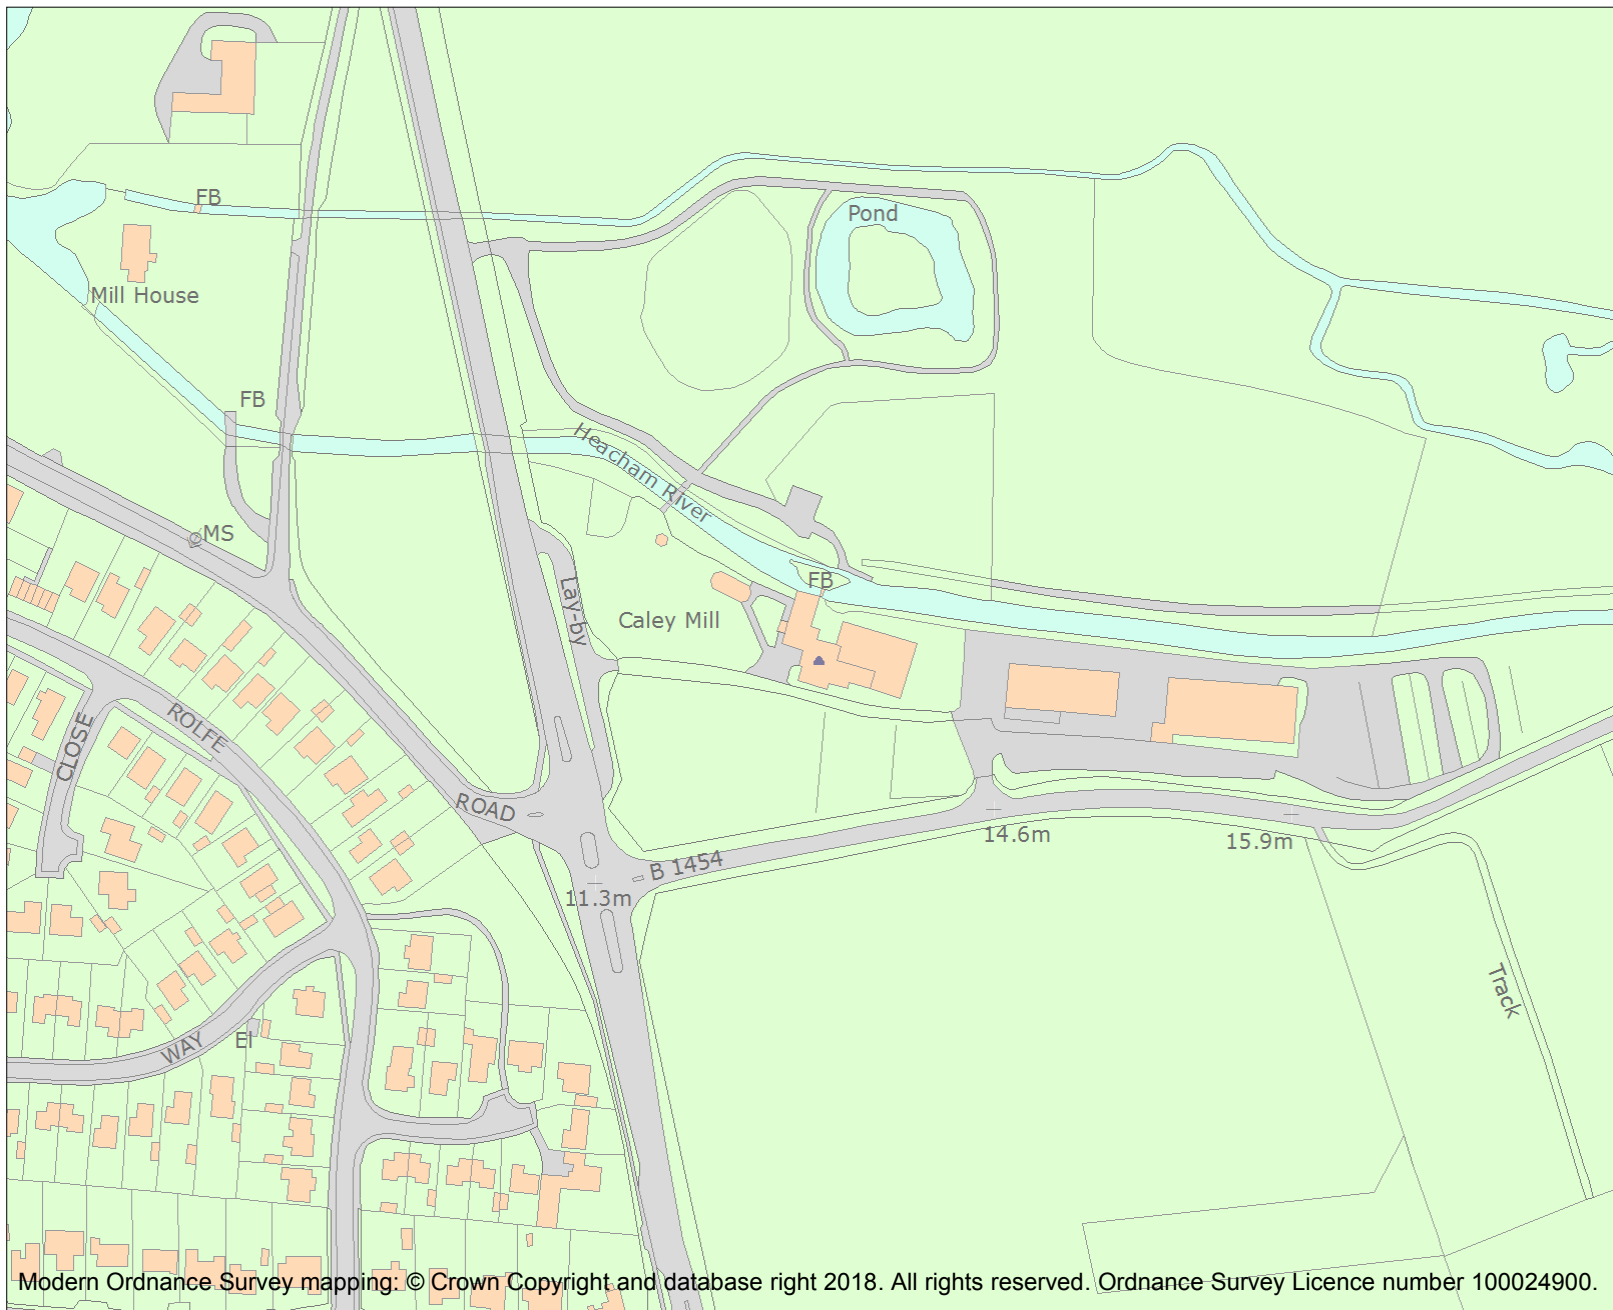 FB
Pond
Mill House
FB
Heacham River
MS
FB
Lay-by
Caley Mill
ROLFE
CLOSE
ROAD
14.6m
15.9m
B 1454
11.3m
Track
WAY
El
Modern Ordnance Survey mapping: © Crown Copyright and database right 2018. All rights reserved. Ordnance Survey Licence number 100024900.